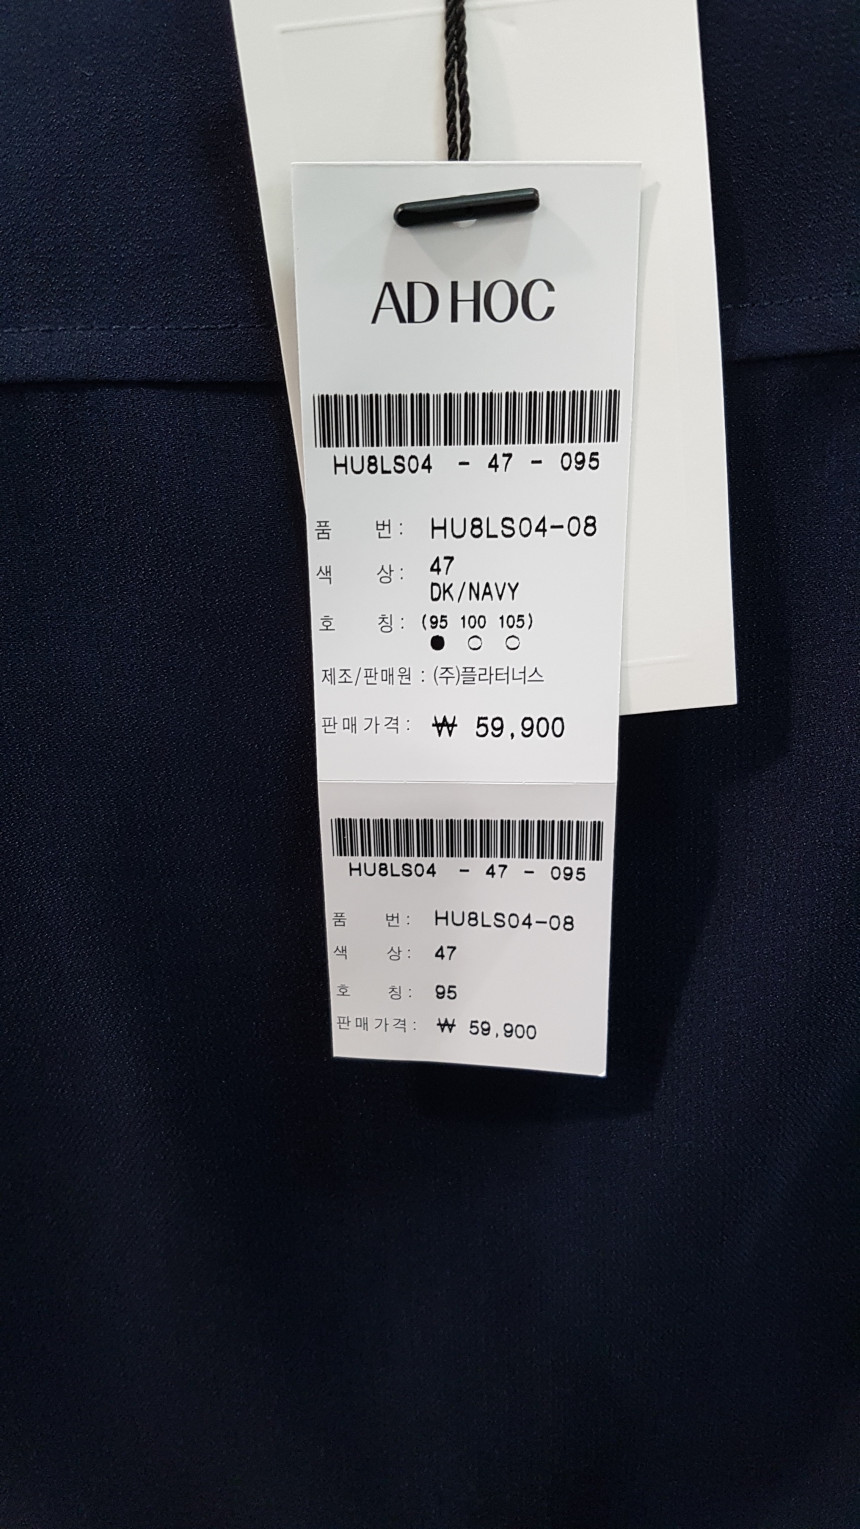 AD HOC
HU8LS04 - 47 - 095
품 번 : HU8LS04-08
색 상 : 47
DK/NAVY
호 칭 : (95 100 105)
제조/판매원 : (주)플라터너스
판매가격 : ₩ 59,900
HU8LS04 - 47 - 095
품 번 : HU8LS04-08
색 상 : 47
호 칭 : 95
판매가격 : ₩ 59,900